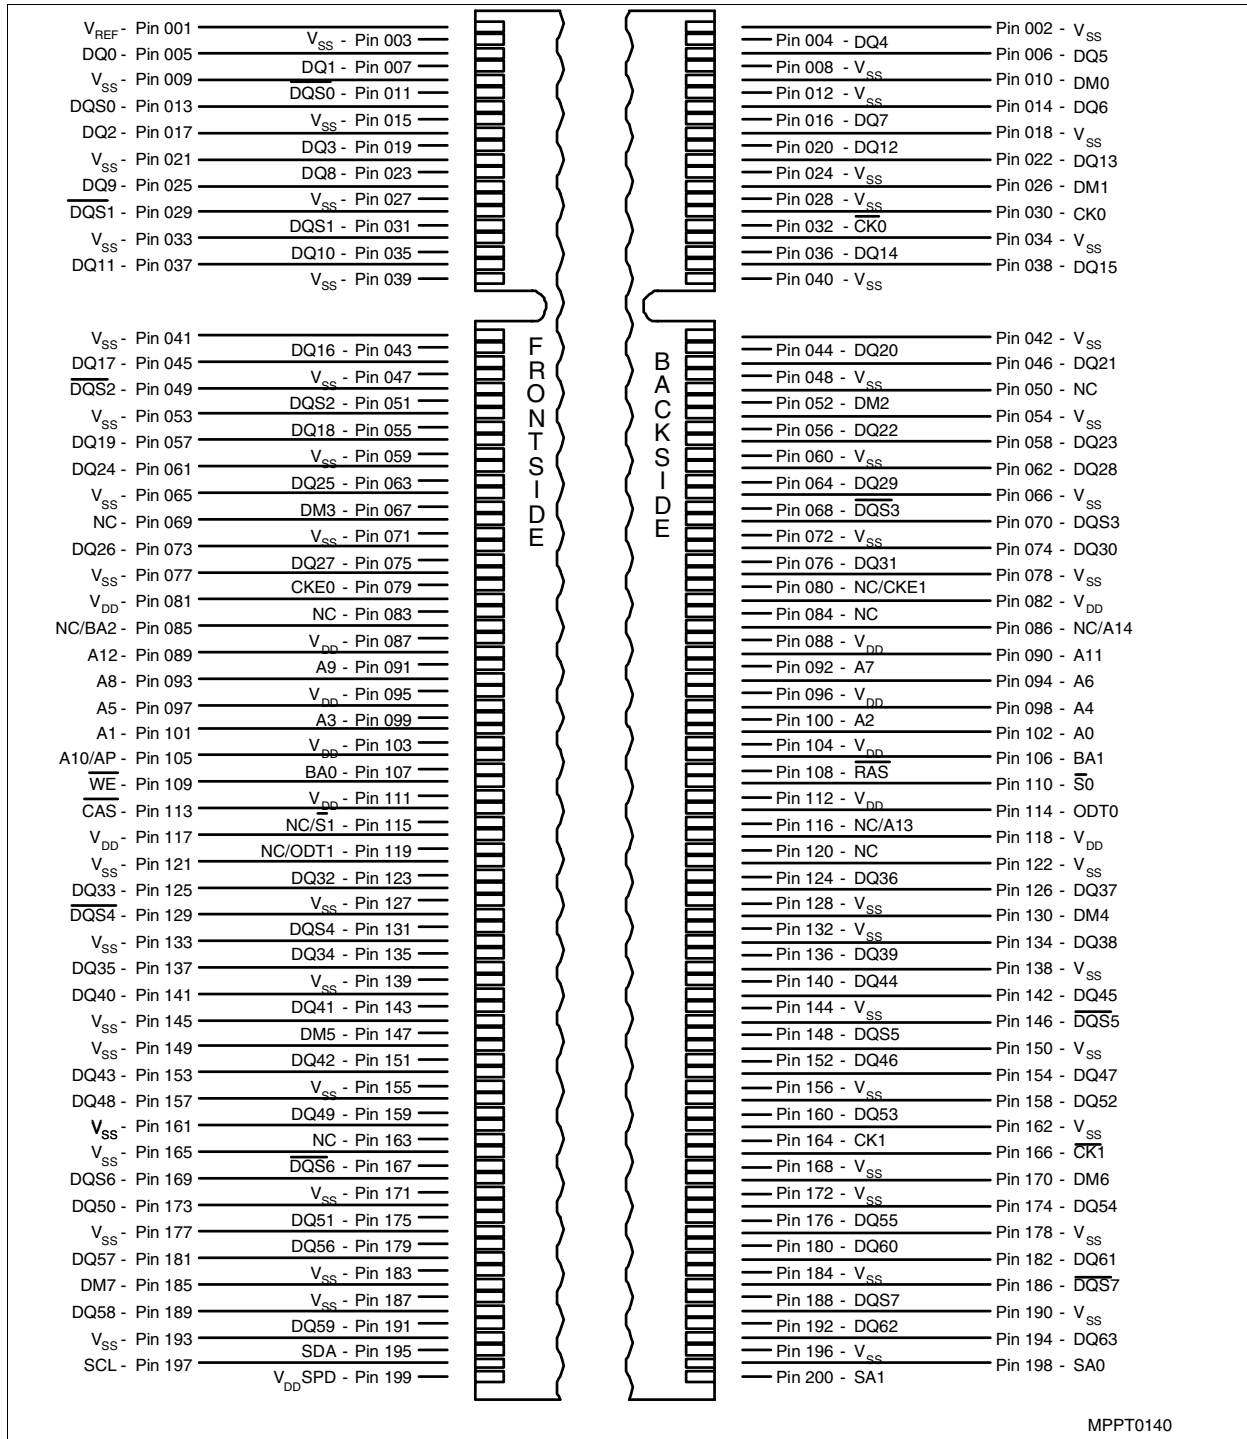 VREF - Pin 001
VSS - Pin 003
DQ0 - Pin 005
DQ1 - Pin 007
VSS - Pin 009
DQS0 - Pin 011
DQS0 - Pin 013
VSS - Pin 015
DQ2 - Pin 017
DQ3 - Pin 019
VSS - Pin 021
DQ8 - Pin 023
DQ9 - Pin 025
VSS - Pin 027
DQS1 - Pin 029
DQS1 - Pin 031
VSS - Pin 033
DQ10 - Pin 035
DQ11 - Pin 037
VSS - Pin 039
VSS - Pin 041
DQ16 - Pin 043
DQ17 - Pin 045
VSS - Pin 047
DQS2 - Pin 049
DQS2 - Pin 051
VSS - Pin 053
DQ18 - Pin 055
DQ19 - Pin 057
VSS - Pin 059
DQ24 - Pin 061
DQ25 - Pin 063
VSS - Pin 065
DM3 - Pin 067
NC - Pin 069
VSS - Pin 071
DQ26 - Pin 073
DQ27 - Pin 075
VSS - Pin 077
CKE0 - Pin 079
VDD - Pin 081
NC - Pin 083
NC/BA2 - Pin 085
VDD - Pin 087
A12 - Pin 089
A9 - Pin 091
A8 - Pin 093
VDD - Pin 095
A5 - Pin 097
A3 - Pin 099
A1 - Pin 101
VDD - Pin 103
A10/AP - Pin 105
BA0 - Pin 107
WE - Pin 109
VDD - Pin 111
CAS - Pin 113
NC/S1 - Pin 115
VDD - Pin 117
NC/ODT1 - Pin 119
VSS - Pin 121
DQ32 - Pin 123
DQ33 - Pin 125
VSS - Pin 127
DQS4 - Pin 129
DQS4 - Pin 131
VSS - Pin 133
DQ34 - Pin 135
DQ35 - Pin 137
VSS - Pin 139
DQ40 - Pin 141
DQ41 - Pin 143
VSS - Pin 145
DM5 - Pin 147
VSS - Pin 149
DQ42 - Pin 151
DQ43 - Pin 153
VSS - Pin 155
DQ48 - Pin 157
DQ49 - Pin 159
VSS - Pin 161
NC - Pin 163
VSS - Pin 165
DQS6 - Pin 167
DQS6 - Pin 169
VSS - Pin 171
DQ50 - Pin 173
DQ51 - Pin 175
VSS - Pin 177
DQ56 - Pin 179
DQ57 - Pin 181
VSS - Pin 183
DM7 - Pin 185
VSS - Pin 187
DQ58 - Pin 189
DQ59 - Pin 191
VSS - Pin 193
SDA - Pin 195
SCL - Pin 197
VDDSPD - Pin 199
FRONTSIDE
BACKSIDE
Pin 002 - VSS
Pin 004 - DQ4
Pin 006 - DQ5
Pin 008 - VSS
Pin 010 - DM0
Pin 012 - VSS
Pin 014 - DQ6
Pin 016 - DQ7
Pin 018 - VSS
Pin 020 - DQ12
Pin 022 - DQ13
Pin 024 - VSS
Pin 026 - DM1
Pin 028 - VSS
Pin 030 - CK0
Pin 032 - CK0
Pin 034 - VSS
Pin 036 - DQ14
Pin 038 - DQ15
Pin 040 - VSS
Pin 042 - VSS
Pin 044 - DQ20
Pin 046 - DQ21
Pin 048 - VSS
Pin 050 - NC
Pin 052 - DM2
Pin 054 - VSS
Pin 056 - DQ22
Pin 058 - DQ23
Pin 060 - VSS
Pin 062 - DQ28
Pin 064 - DQ29
Pin 066 - VSS
Pin 068 - DQS3
Pin 070 - DQS3
Pin 072 - VSS
Pin 074 - DQ30
Pin 076 - DQ31
Pin 078 - VSS
Pin 080 - NC/CKE1
Pin 082 - VDD
Pin 084 - NC
Pin 086 - NC/A14
Pin 088 - VDD
Pin 090 - A11
Pin 092 - A7
Pin 094 - A6
Pin 096 - VDD
Pin 098 - A4
Pin 100 - A2
Pin 102 - A0
Pin 104 - VDD
Pin 106 - BA1
Pin 108 - RAS
Pin 110 - S0
Pin 112 - VDD
Pin 114 - ODT0
Pin 116 - NC/A13
Pin 118 - VDD
Pin 120 - NC
Pin 122 - VSS
Pin 124 - DQ36
Pin 126 - DQ37
Pin 128 - VSS
Pin 130 - DM4
Pin 132 - VSS
Pin 134 - DQ38
Pin 136 - DQ39
Pin 138 - VSS
Pin 140 - DQ44
Pin 142 - DQ45
Pin 144 - VSS
Pin 146 - DQS5
Pin 148 - DQS5
Pin 150 - VSS
Pin 152 - DQ46
Pin 154 - DQ47
Pin 156 - VSS
Pin 158 - DQ52
Pin 160 - DQ53
Pin 162 - VSS
Pin 164 - CK1
Pin 166 - CK1
Pin 168 - VSS
Pin 170 - DM6
Pin 172 - VSS
Pin 174 - DQ54
Pin 176 - DQ55
Pin 178 - VSS
Pin 180 - DQ60
Pin 182 - DQ61
Pin 184 - VSS
Pin 186 - DQS7
Pin 188 - DQS7
Pin 190 - VSS
Pin 192 - DQ62
Pin 194 - DQ63
Pin 196 - VSS
Pin 198 - SA0
Pin 200 - SA1
MPPT0140